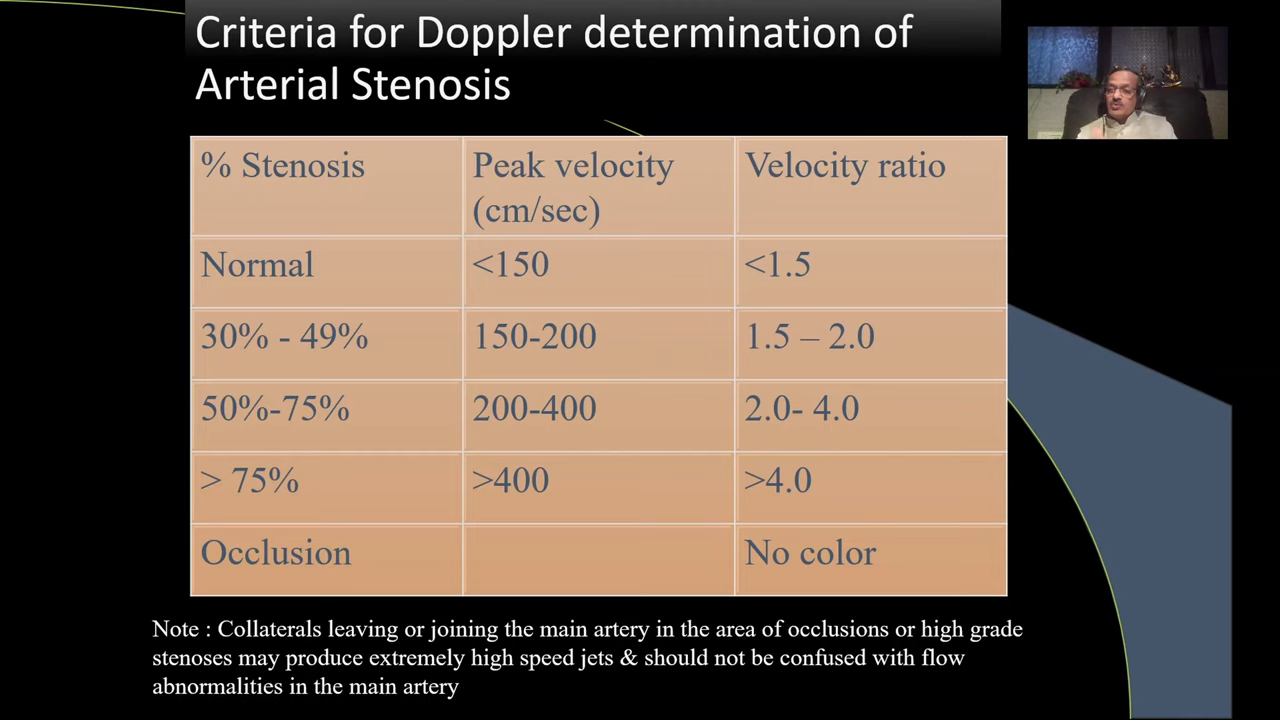 Criteria for Doppler determination of
Arterial Stenosis
% Stenosis
Peak velocity
(cm/sec)
Velocity ratio
Normal
<150
<1.5
30% - 49%
150-200
1.5 – 2.0
50%-75%
200-400
2.0- 4.0
> 75%
>400
>4.0
Occlusion
No color
Note : Collaterals leaving or joining the main artery in the area of occlusions or high grade
stenoses may produce extremely high speed jets & should not be confused with flow
abnormalities in the main artery